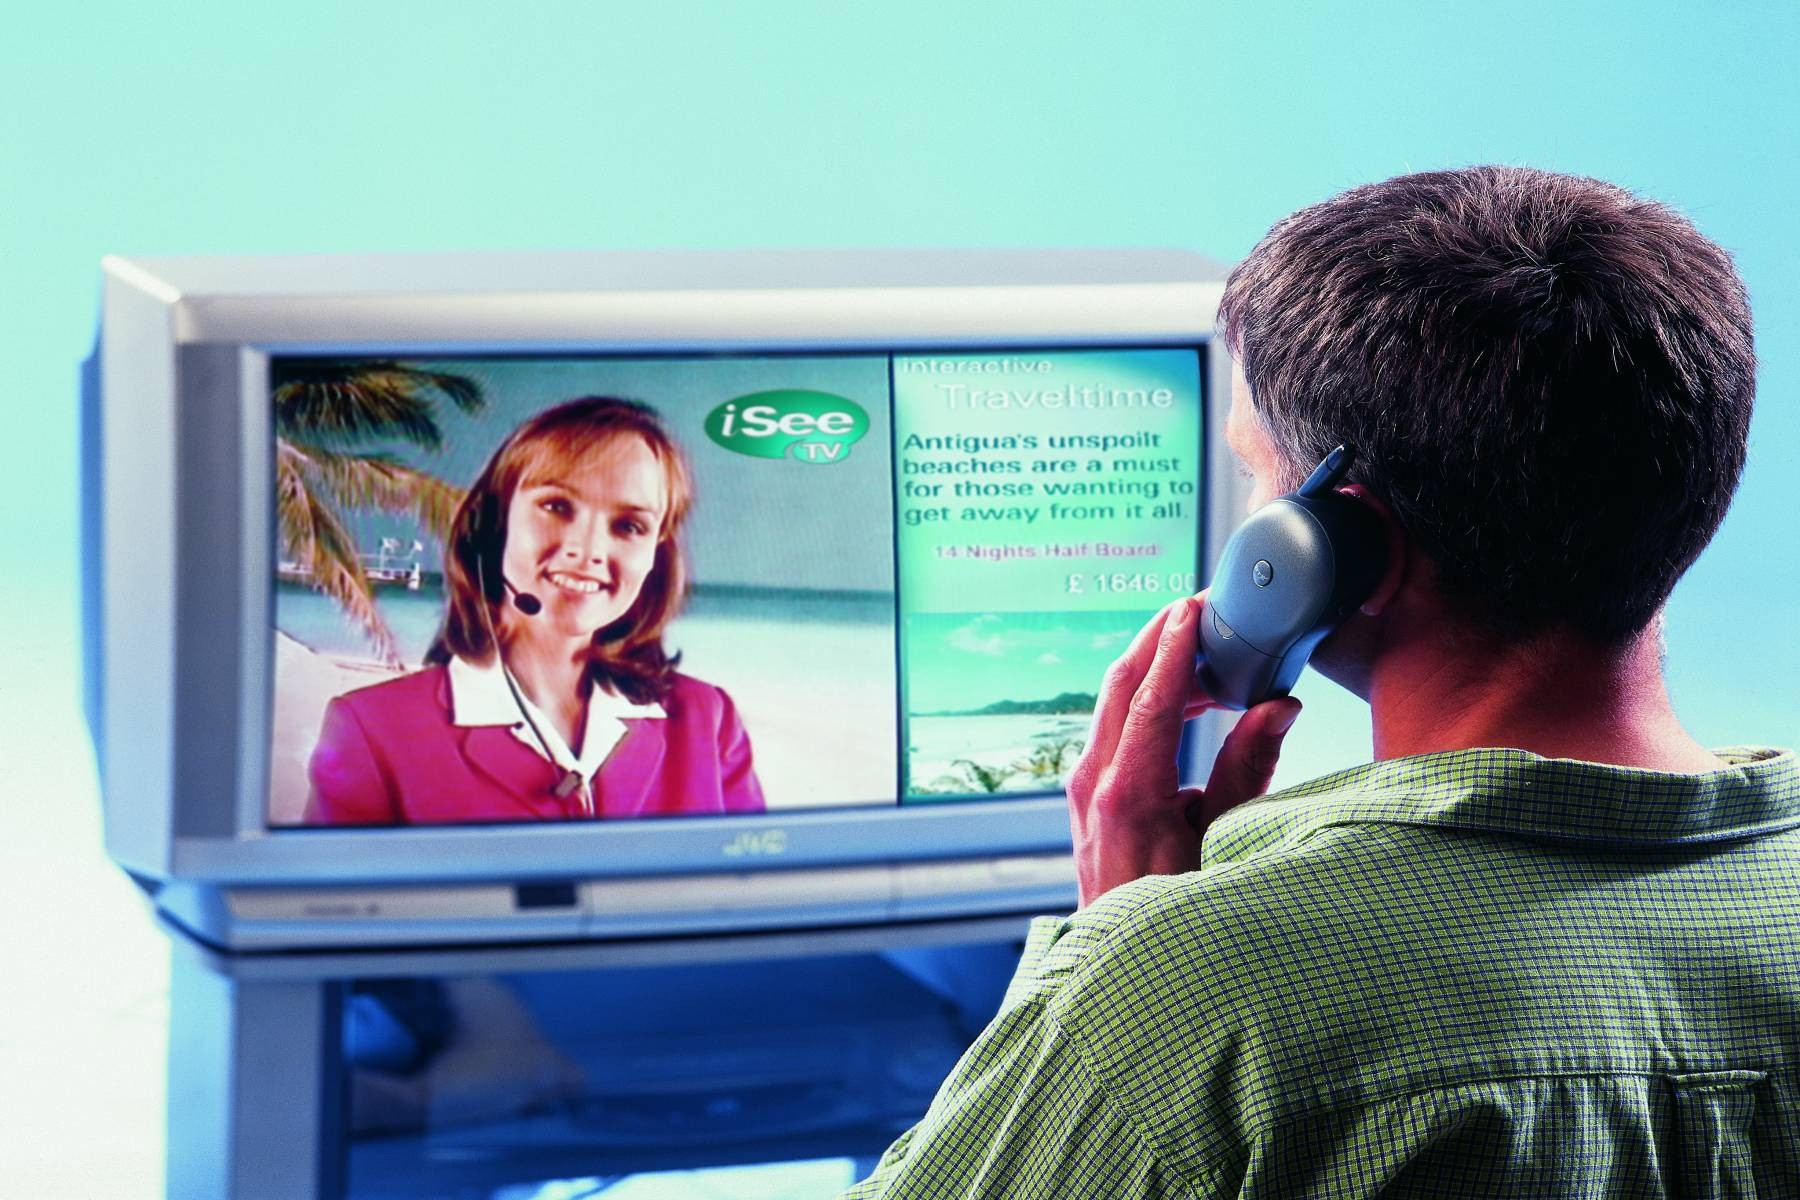 iSee
TV
interactive
Traveltime
Antigua's unspoilt
beaches are a must
for those wanting to
get away from it all.
14 Nights Half Board
£ 1646.00
JVC